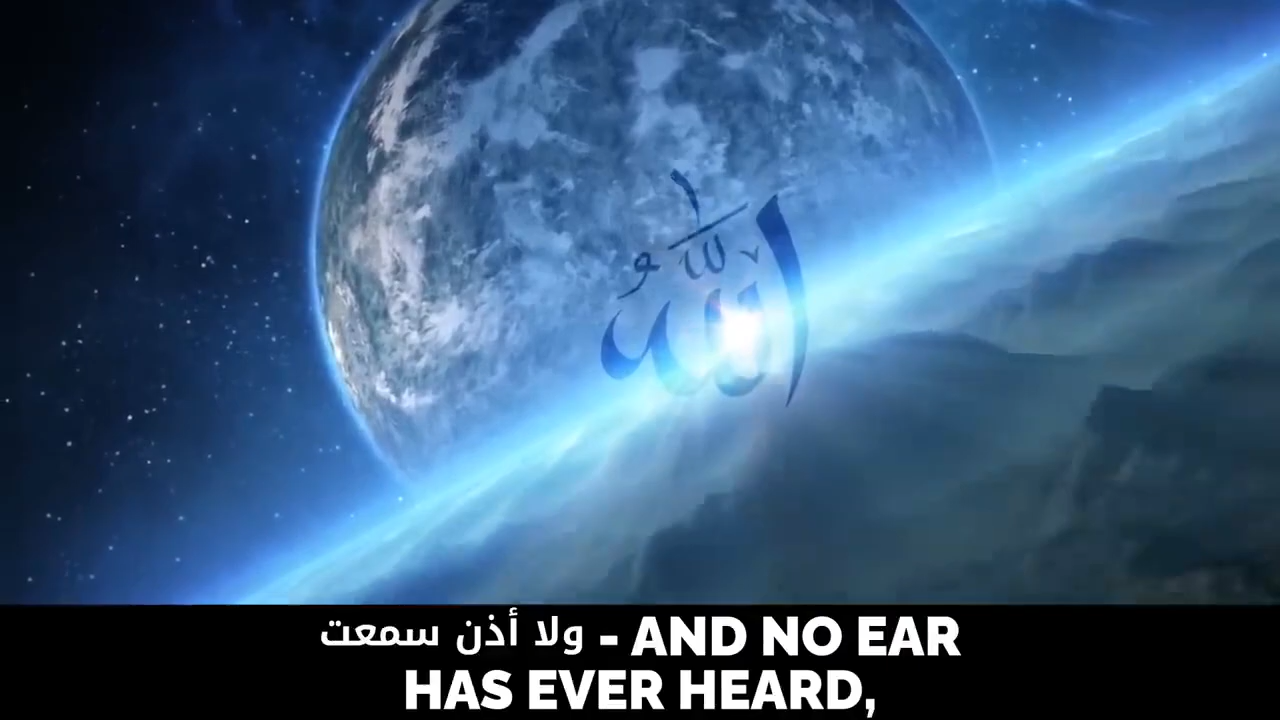 اللهُ
ولا أذن سمعت - AND NO EAR
HAS EVER HEARD,